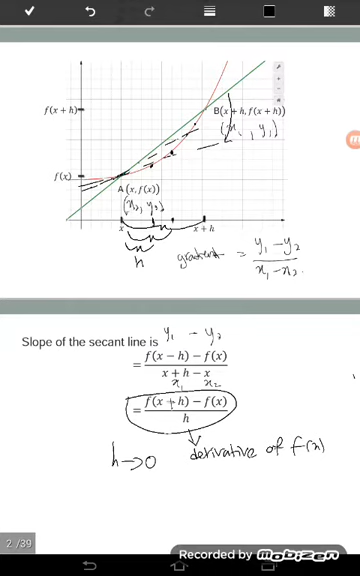 f(x+h)
B(x+h, f(x+h))
(x₁, y₁)
f(x)
A (x, f(x))
(x₂, y₂)
x
x+h
h
gradient = y₁ - y₂ / x₁ - x₂
Slope of the secant line is
y₁ - y₂
= f(x-h) - f(x) / x+h-x
x₁ x₂
= f(x+h) - f(x) / h
h → 0
derivative of f(x)
2 / 39
Recorded by mobizen